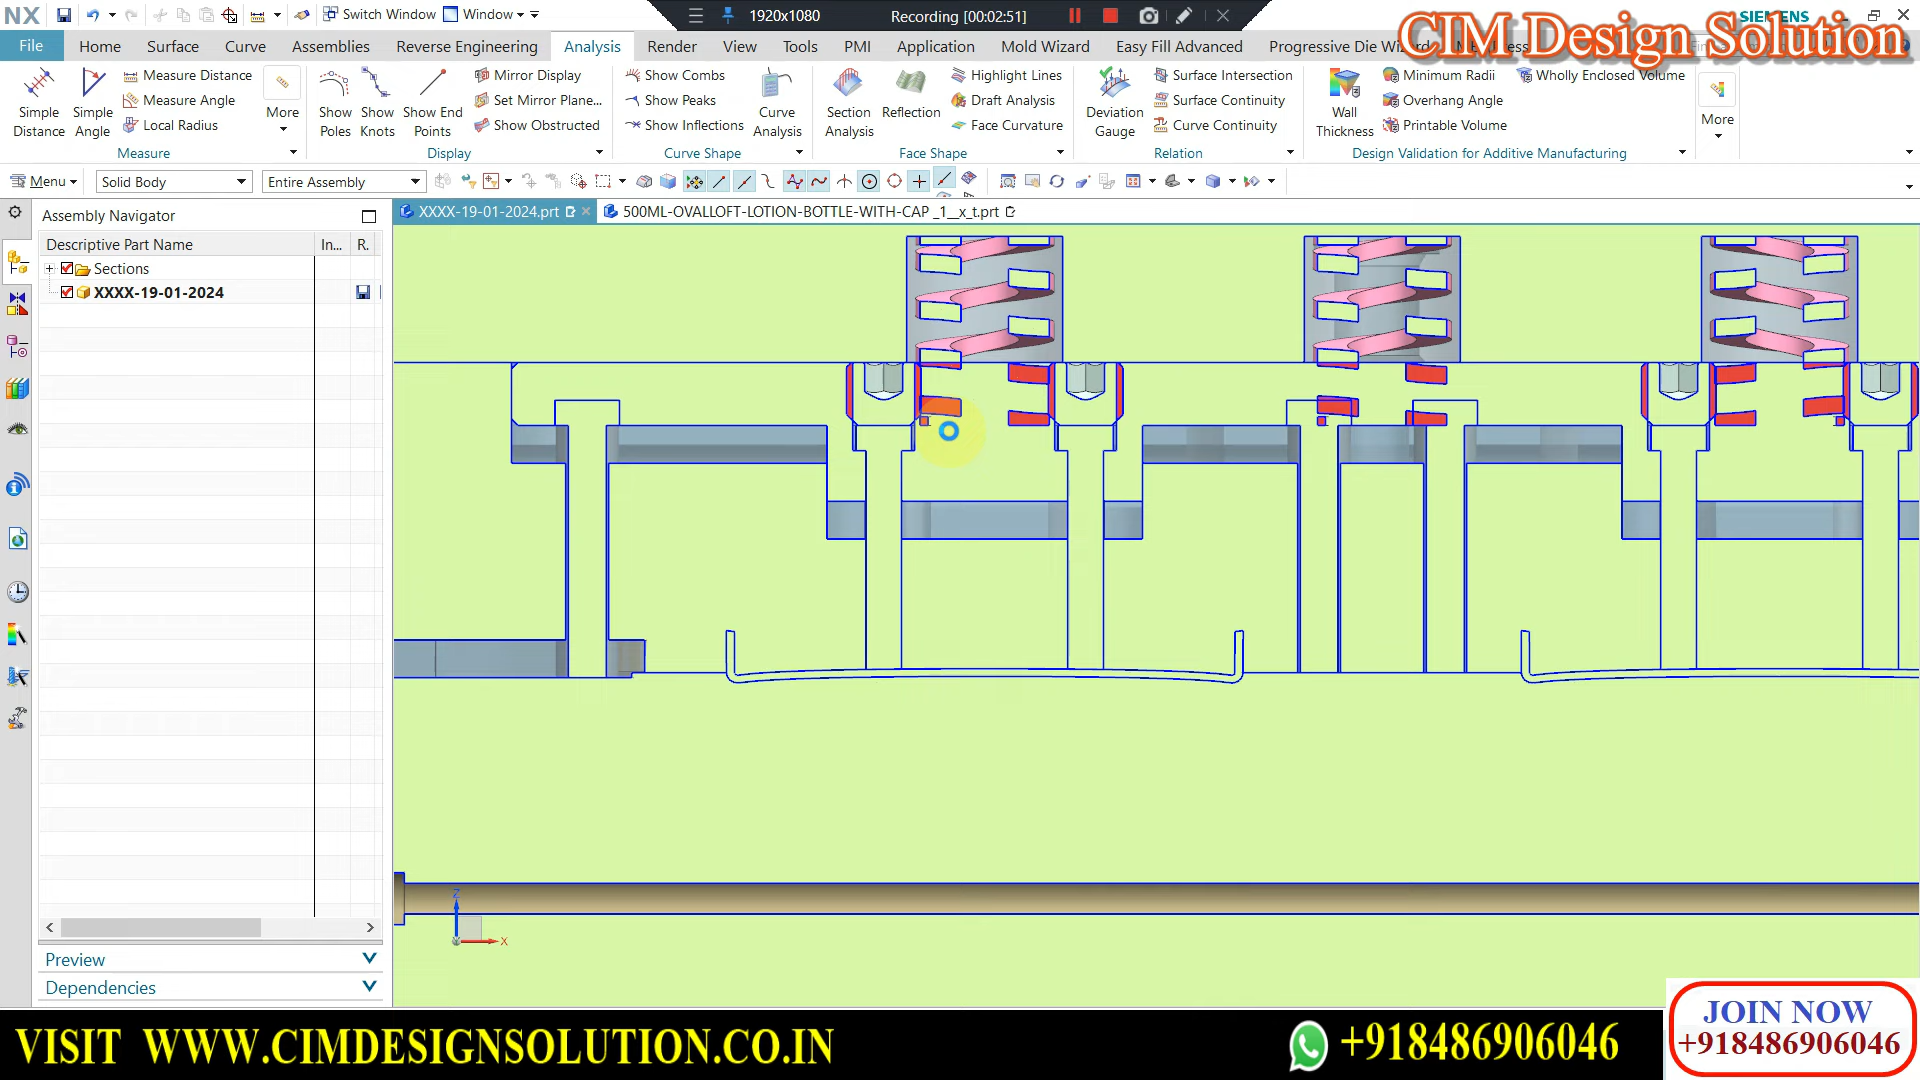 NX Switch Window Window 1920x1080 Recording [00:02:51] SIEMENS
CIM Design Solution
File Home Surface Curve Assemblies Reverse Engineering Analysis Render View Tools PMI Application Mold Wizard Easy Fill Advanced Progressive Die Wizard
Simple Distance
Simple Angle
Measure Distance
Measure Angle
Local Radius
More
Measure
Show Poles
Show Knots
Show End Points
Mirror Display
Set Mirror Plane...
Show Obstructed
Display
Show Combs
Show Peaks
Show Inflections
Curve Analysis
Curve Shape
Section Analysis
Reflection
Highlight Lines
Draft Analysis
Face Curvature
Face Shape
Deviation Gauge
Surface Intersection
Surface Continuity
Curve Continuity
Relation
Wall Thickness
Minimum Radii
Overhang Angle
Printable Volume
Wholly Enclosed Volume
Design Validation for Additive Manufacturing
More
Menu Solid Body Entire Assembly
Assembly Navigator
XXXX-19-01-2024.prt 500ML-OVALLOFT-LOTION-BOTTLE-WITH-CAP _1__x_t.prt
Descriptive Part Name In... R.
Sections
XXXX-19-01-2024
Z
X
Preview
Dependencies
VISIT WWW.CIMDESIGNSOLUTION.CO.IN
+918486906046
JOIN NOW
+918486906046